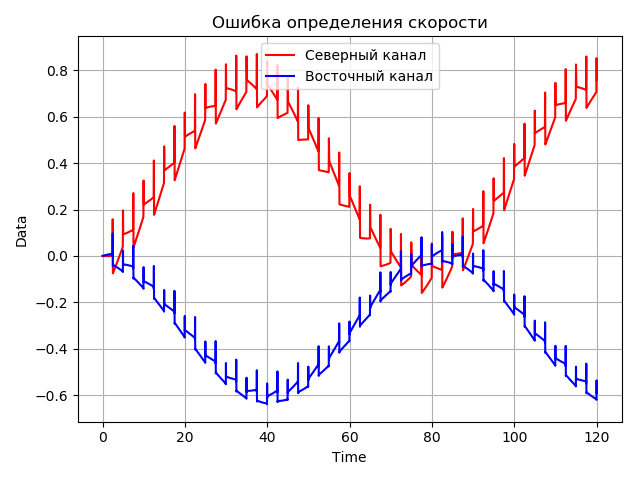 Ошибка определения скорости
Северный канал
Восточный канал
Data
0.8
0.6
0.4
0.2
0.0
−0.2
−0.4
−0.6
0 20 40 60 80 100 120
Time